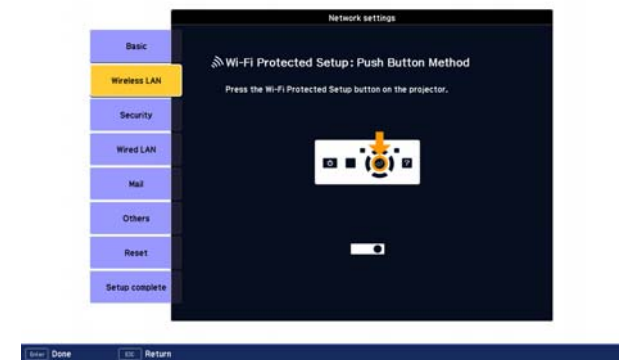 Network settings
Basic
Wireless LAN
Security
Wired LAN
Mail
Others
Reset
Setup complete
Wi-Fi Protected Setup: Push Button Method
Press the Wi-Fi Protected Setup button on the projector.
?
Enter Done
ESC Return